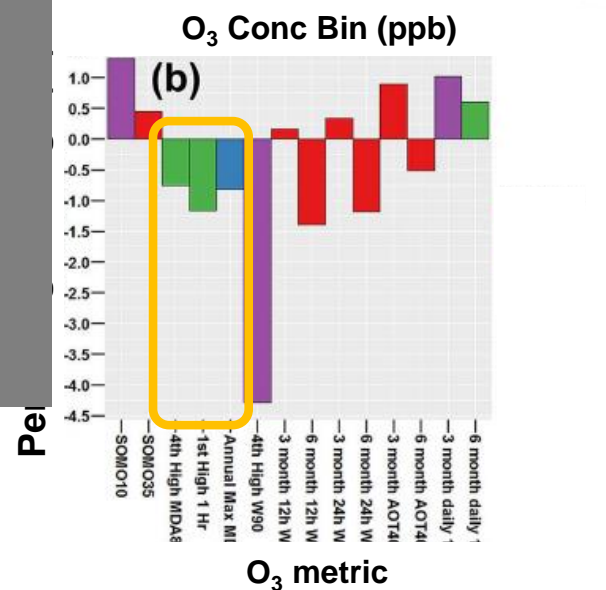 O₃ Conc Bin (ppb)
(b)
1.0
0.5
0.0
-0.5
-1.0
-1.5
-2.0
-2.5
-3.0
-3.5
-4.0
-4.5
SOMO10
SOMO35
4th High MDA8
1st High 1 Hr
Annual Max
4th High W90
3 month 12h W
6 month 12h W
3 month 24h W
6 month 24h W
3 month
6 month
3 month daily
6 month daily
O₃ metric